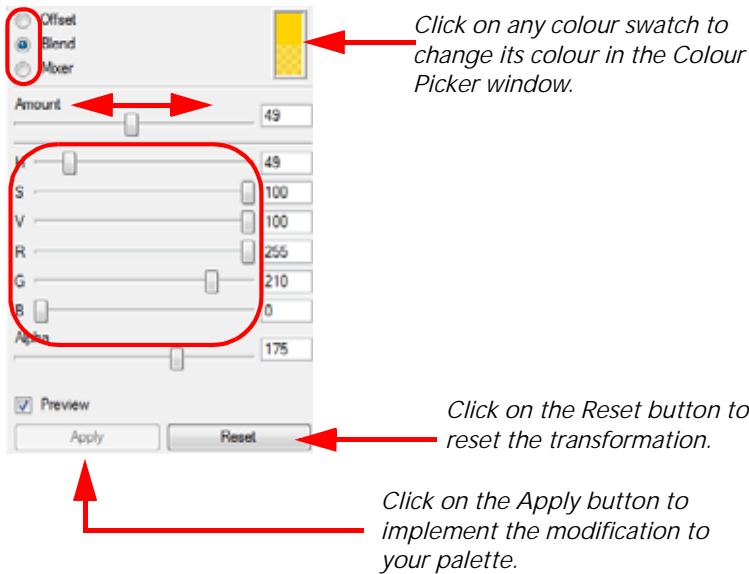 Offset
Blend
Mixer
Click on any colour swatch to
change its colour in the Colour
Picker window.
Amount
49
H
49
S
100
V
100
R
255
G
210
B
0
Alpha
175
Preview
Apply
Reset
Click on the Reset button to
reset the transformation.
Click on the Apply button to
implement the modification to
your palette.